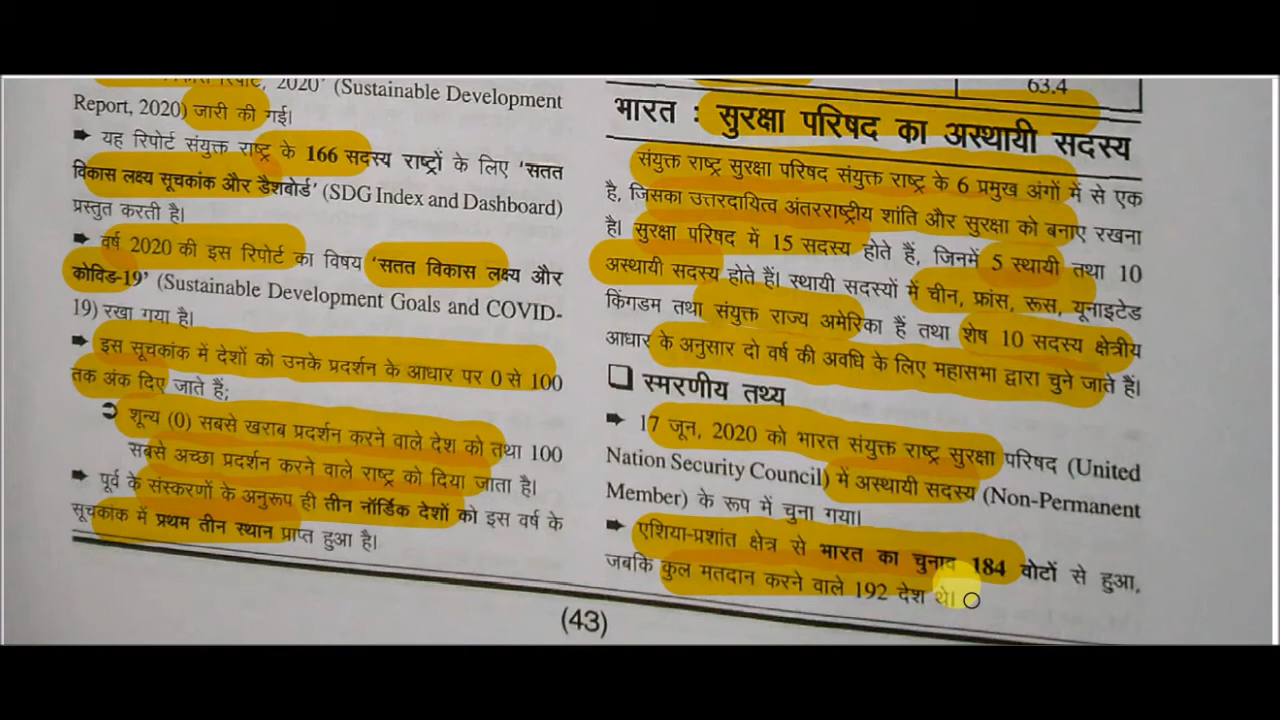 रिपोर्ट, 2020’ (Sustainable Development
Report, 2020) जारी की गई।
➡ यह रिपोर्ट संयुक्त राष्ट्र के 166 सदस्य राष्ट्रों के लिए ‘सतत
विकास लक्ष्य सूचकांक और डैशबोर्ड’ (SDG Index and Dashboard)
प्रस्तुत करती है।
➡ वर्ष 2020 की इस रिपोर्ट का विषय ‘सतत विकास लक्ष्य और
कोविड-19’ (Sustainable Development Goals and COVID-
19) रखा गया है।
➡ इस सूचकांक में देशों को उनके प्रदर्शन के आधार पर 0 से 100
तक अंक दिए जाते हैं;
➲ शून्य (0) सबसे खराब प्रदर्शन करने वाले देश को तथा 100
सबसे अच्छा प्रदर्शन करने वाले राष्ट्र को दिया जाता है।
➡ पूर्व के संस्करणों के अनुरूप ही तीन नॉर्डिक देशों को इस वर्ष के
सूचकांक में प्रथम तीन स्थान प्राप्त हुआ है।
63.4
भारत : सुरक्षा परिषद का अस्थायी सदस्य
संयुक्त राष्ट्र सुरक्षा परिषद संयुक्त राष्ट्र के 6 प्रमुख अंगों में से एक
है, जिसका उत्तरदायित्व अंतरराष्ट्रीय शांति और सुरक्षा को बनाए रखना
है। सुरक्षा परिषद में 15 सदस्य होते हैं, जिनमें 5 स्थायी तथा 10
अस्थायी सदस्य होते हैं। स्थायी सदस्यों में चीन, फ्रांस, रूस, यूनाइटेड
किंगडम तथा संयुक्त राज्य अमेरिका हैं तथा शेष 10 सदस्य क्षेत्रीय
आधार के अनुसार दो वर्ष की अवधि के लिए महासभा द्वारा चुने जाते हैं।
❑ स्मरणीय तथ्य
➡ 17 जून, 2020 को भारत संयुक्त राष्ट्र सुरक्षा परिषद (United
Nation Security Council) में अस्थायी सदस्य (Non-Permanent
Member) के रूप में चुना गया।
➡ एशिया-प्रशांत क्षेत्र से भारत का चुनाव 184 वोटों से हुआ,
जबकि कुल मतदान करने वाले 192 देश थे।
(43)